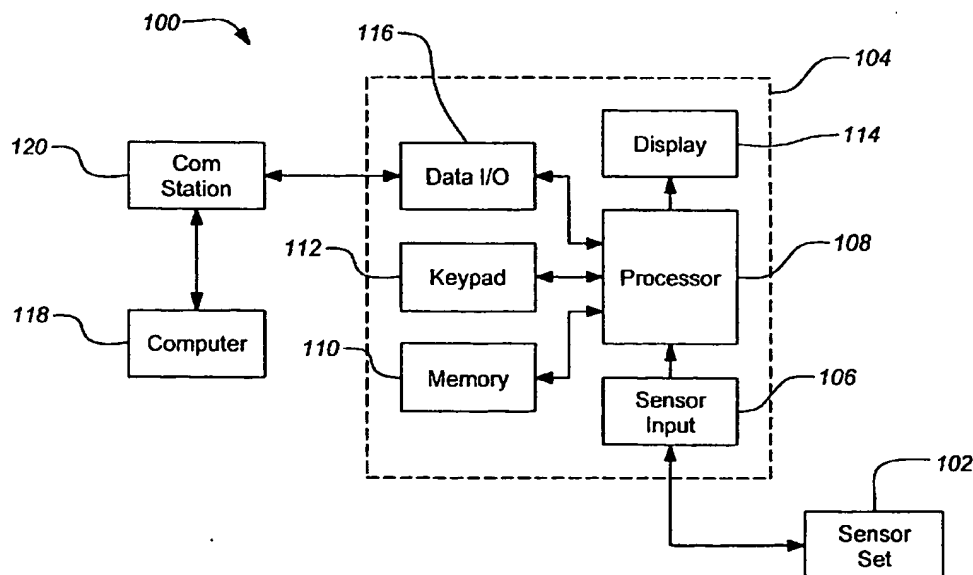 100
116
104
120
Com
Station
Data I/O
Display
114
112
Keypad
Processor
108
118
Computer
110
Memory
Sensor
Input
106
102
Sensor
Set